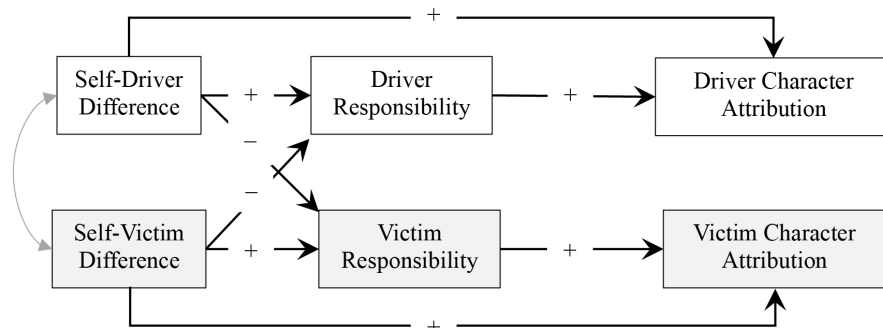 +
Self-Driver
Difference
+
Driver
Responsibility
+
Driver Character
Attribution
−
−
Self-Victim
Difference
+
Victim
Responsibility
+
Victim Character
Attribution
+